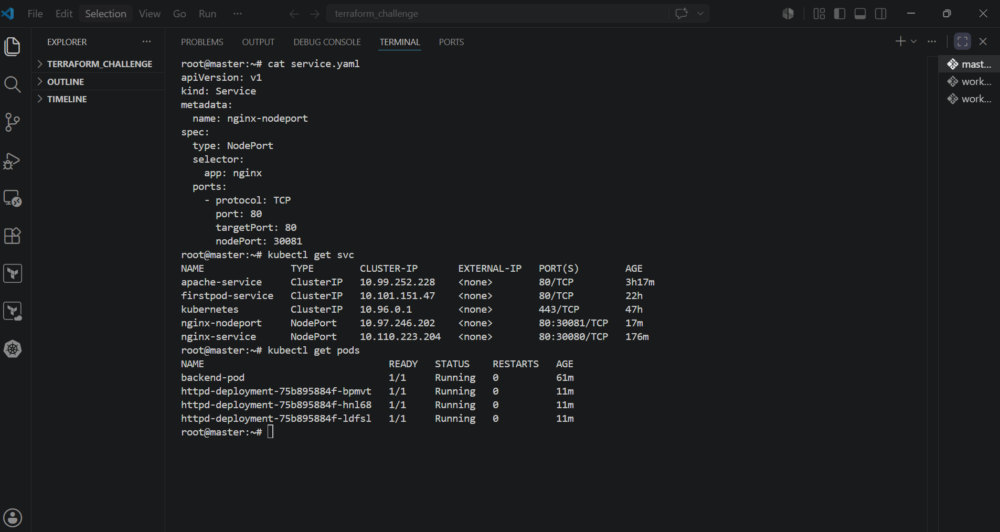 File Edit Selection View Go Run ··· terraform_challenge
EXPLORER ···
TERRAFORM_CHALLENGE
OUTLINE
TIMELINE
PROBLEMS OUTPUT DEBUG CONSOLE TERMINAL PORTS
root@master:~# cat service.yaml
apiVersion: v1
kind: Service
metadata:
  name: nginx-nodeport
spec:
  type: NodePort
  selector:
    app: nginx
  ports:
    - protocol: TCP
      port: 80
      targetPort: 80
      nodePort: 30081
root@master:~# kubectl get svc
NAME               TYPE        CLUSTER-IP       EXTERNAL-IP   PORT(S)        AGE
apache-service     ClusterIP   10.99.252.228    <none>        80/TCP         3h17m
firstpod-service   ClusterIP   10.101.151.47    <none>        80/TCP         22h
kubernetes         ClusterIP   10.96.0.1        <none>        443/TCP        47h
nginx-nodeport     NodePort    10.97.246.202    <none>        80:30081/TCP   17m
nginx-service      NodePort    10.110.223.204   <none>        80:30080/TCP   176m
root@master:~# kubectl get pods
NAME                                READY   STATUS    RESTARTS   AGE
backend-pod                         1/1     Running   0          61m
httpd-deployment-75b895884f-bpmvt   1/1     Running   0          11m
httpd-deployment-75b895884f-hnl68   1/1     Running   0          11m
httpd-deployment-75b895884f-ldfsl   1/1     Running   0          11m
root@master:~#
mast...
work...
work...